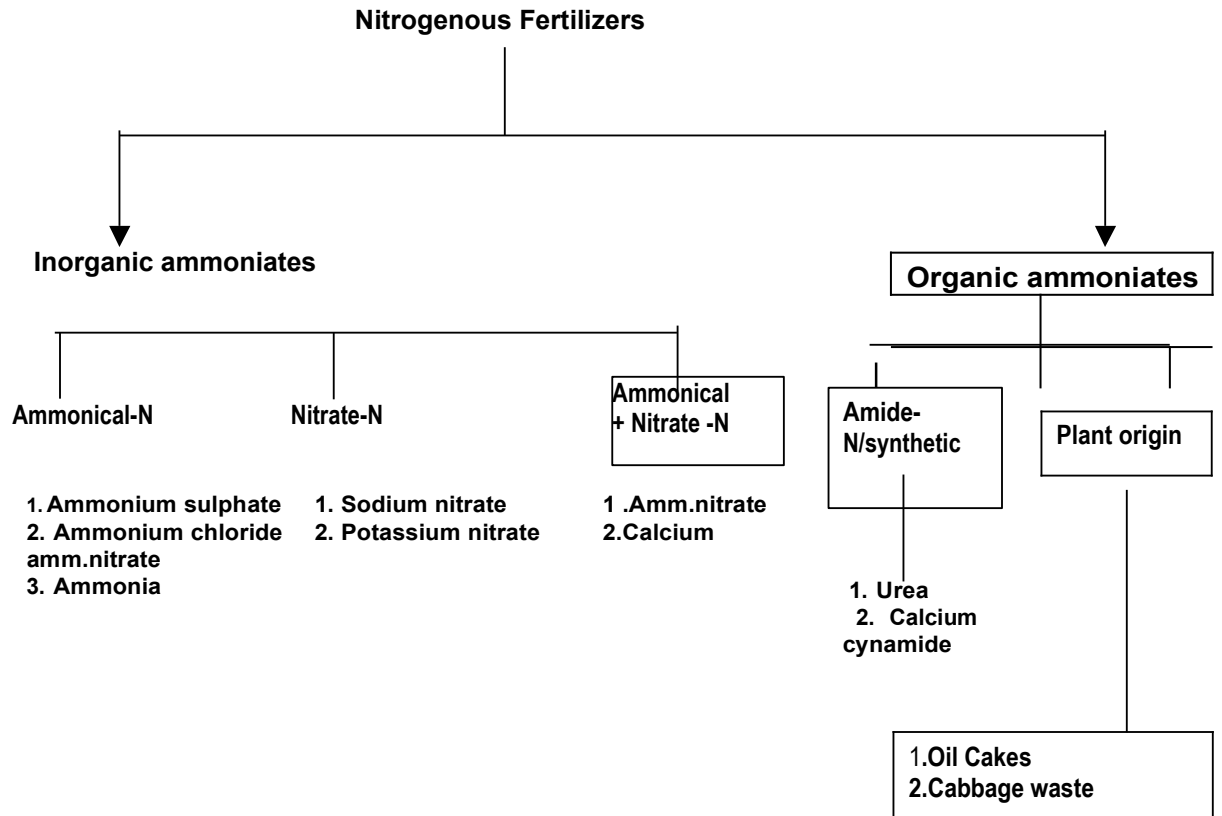 Nitrogenous Fertilizers
Inorganic ammoniates
Organic ammoniates
Ammonical-N
Nitrate-N
Ammonical
+ Nitrate -N
Amide-
N/synthetic
Plant origin
1. Ammonium sulphate
2. Ammonium chloride
amm.nitrate
3. Ammonia
1. Sodium nitrate
2. Potassium nitrate
1 .Amm.nitrate
2.Calcium
1. Urea
2. Calcium
cynamide
1.Oil Cakes
2.Cabbage waste